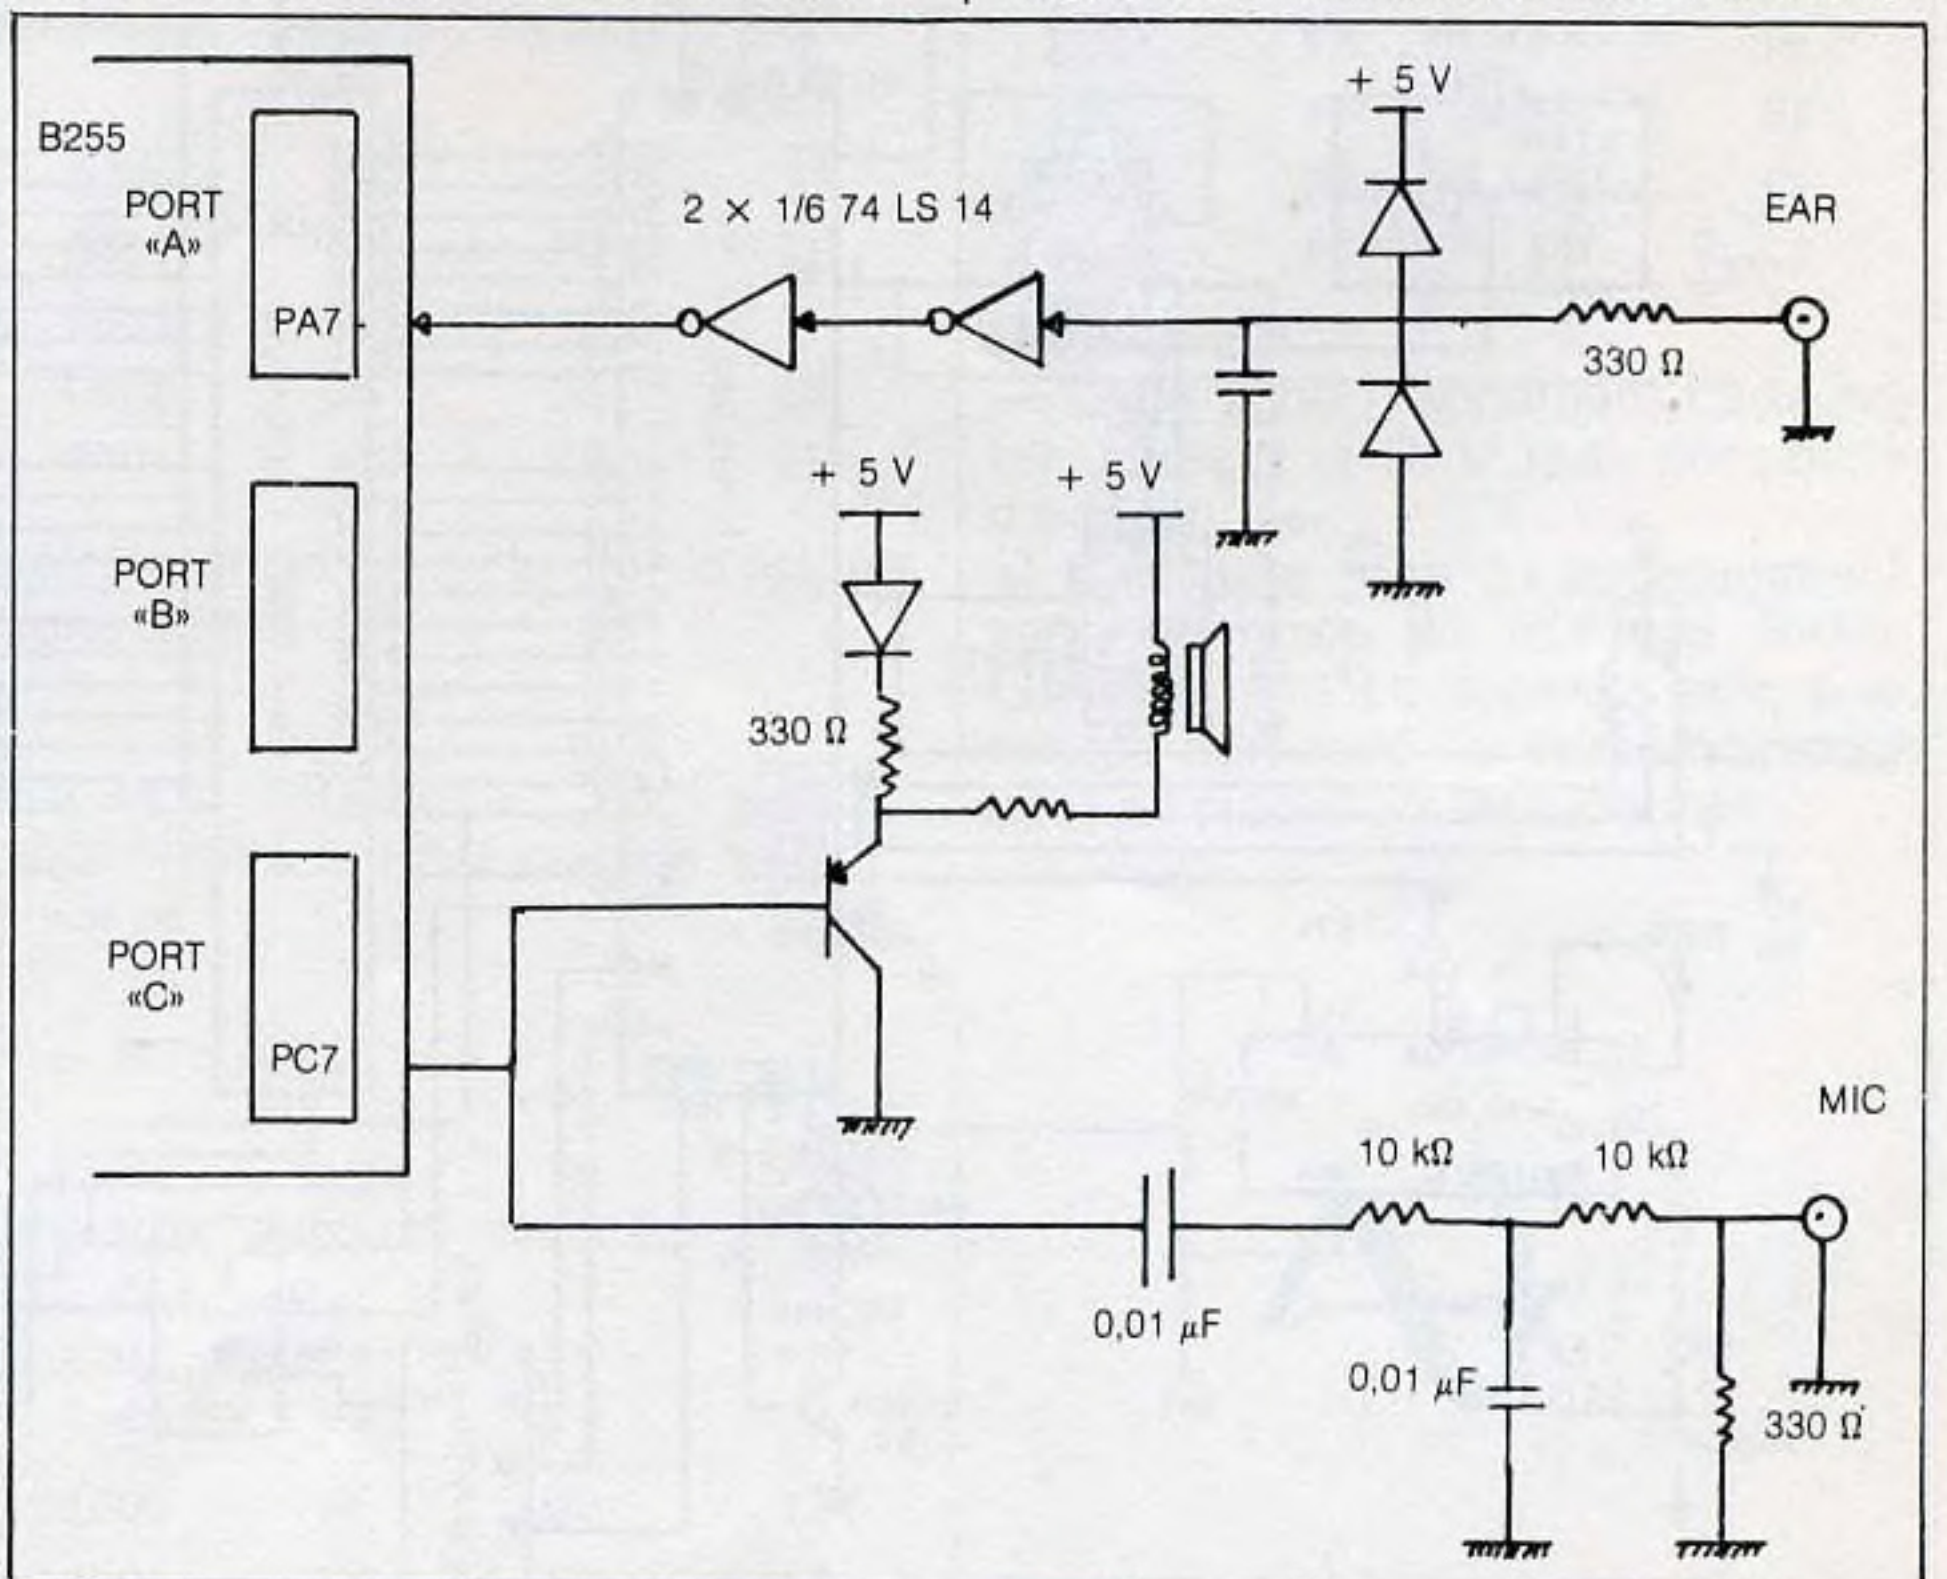 + 5 V
B255
PORT
«A»
2 × 1/6 74 LS 14
EAR
PA7
330 Ω
+ 5 V
+ 5 V
PORT
«B»
330 Ω
PORT
«C»
PC7
MIC
10 kΩ
10 kΩ
0,01 µF
0,01 µF
330 Ω